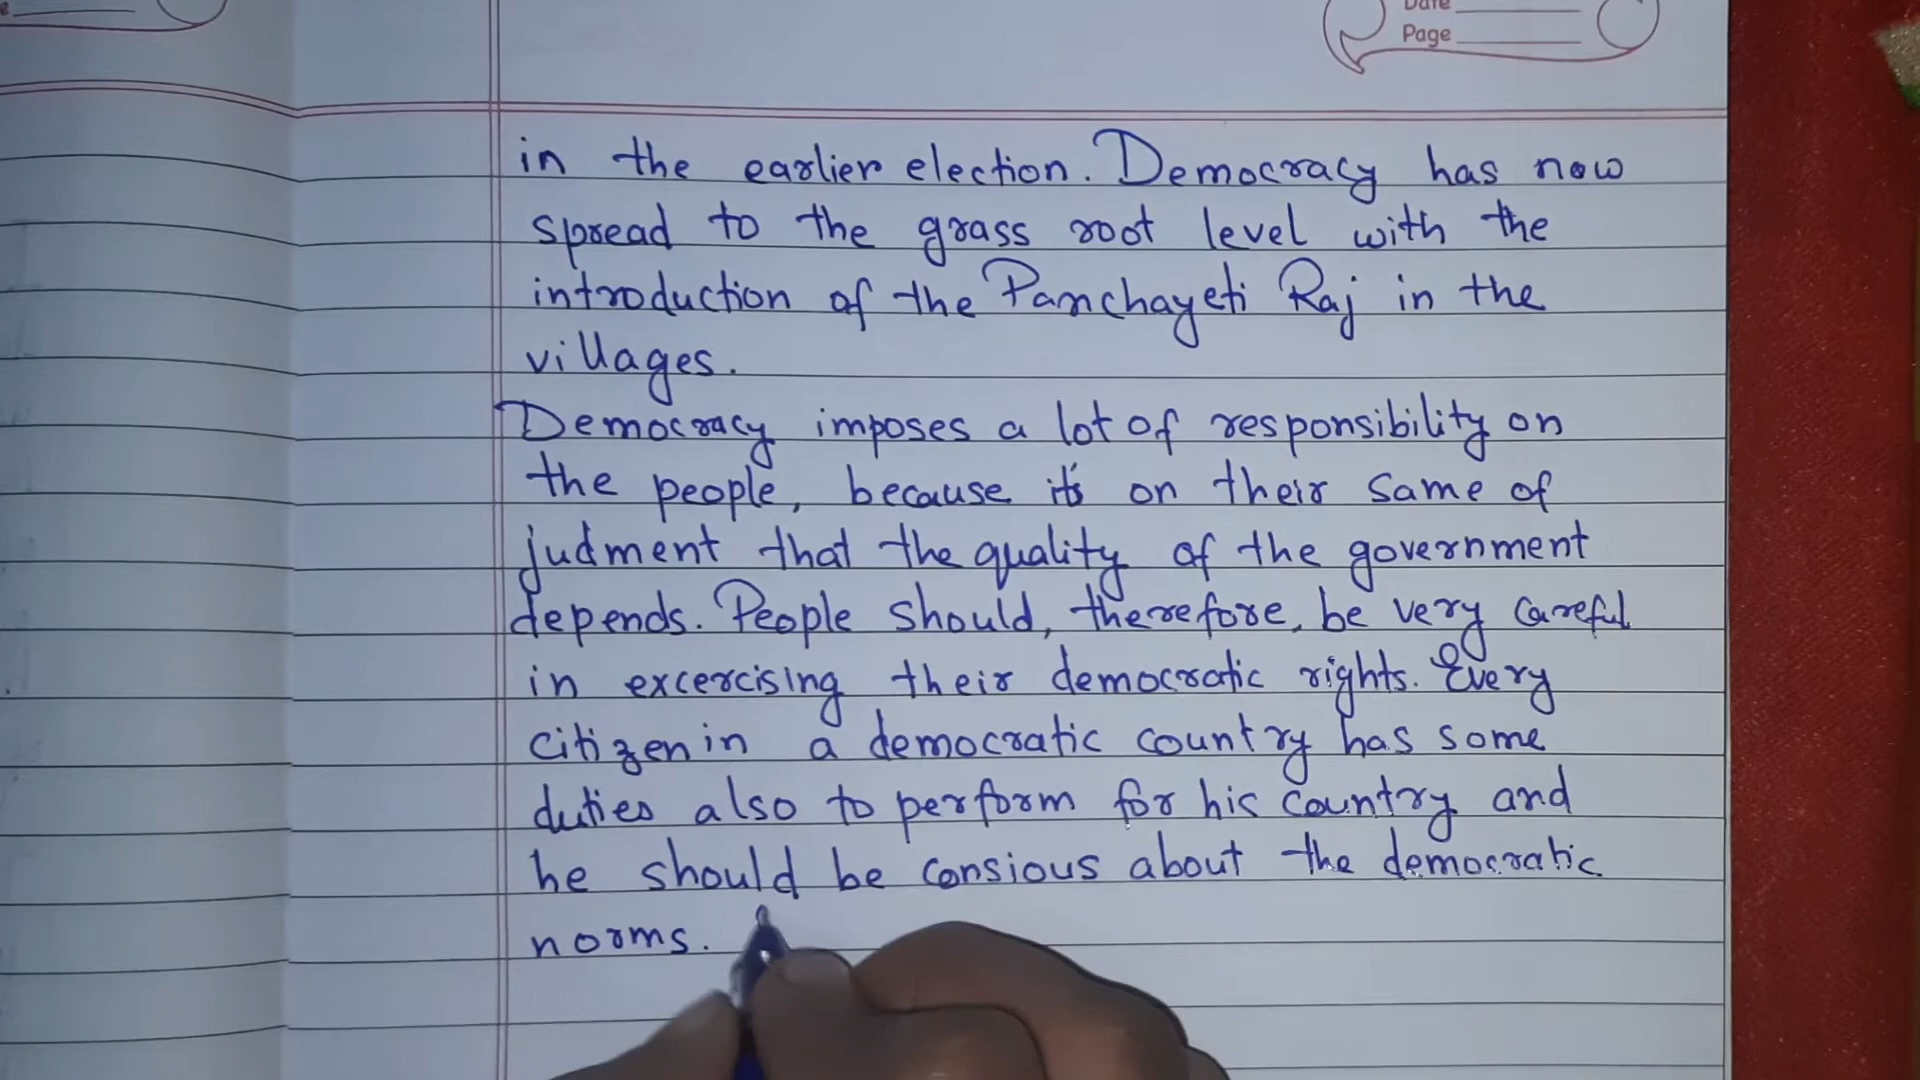 Date
Page
in the earlier election. Democracy has now
spread to the grass root level with the
introduction of the Panchayeti Raj in the
villages.
Democracy imposes a lot of responsibility on
the people, because it's on their same of
judment that the quality of the government
depends. People should, therefore, be very careful
in excercising their democratic rights. Every
citizen in a democratic country has some
duties also to perform for his country and
he should be consious about the democratic
norms.